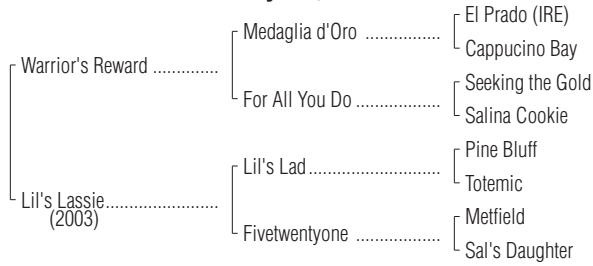 El Prado (IRE)
Medaglia d'Oro ................
Cappucino Bay
Warrior's Reward ..............
Seeking the Gold
For All You Do ..................
Salina Cookie
Pine Bluff
Lil's Lad............................
Totemic
Lil's Lassie........................
(2003)
Metfield
Fivetwentyone ..................
Sal's Daughter